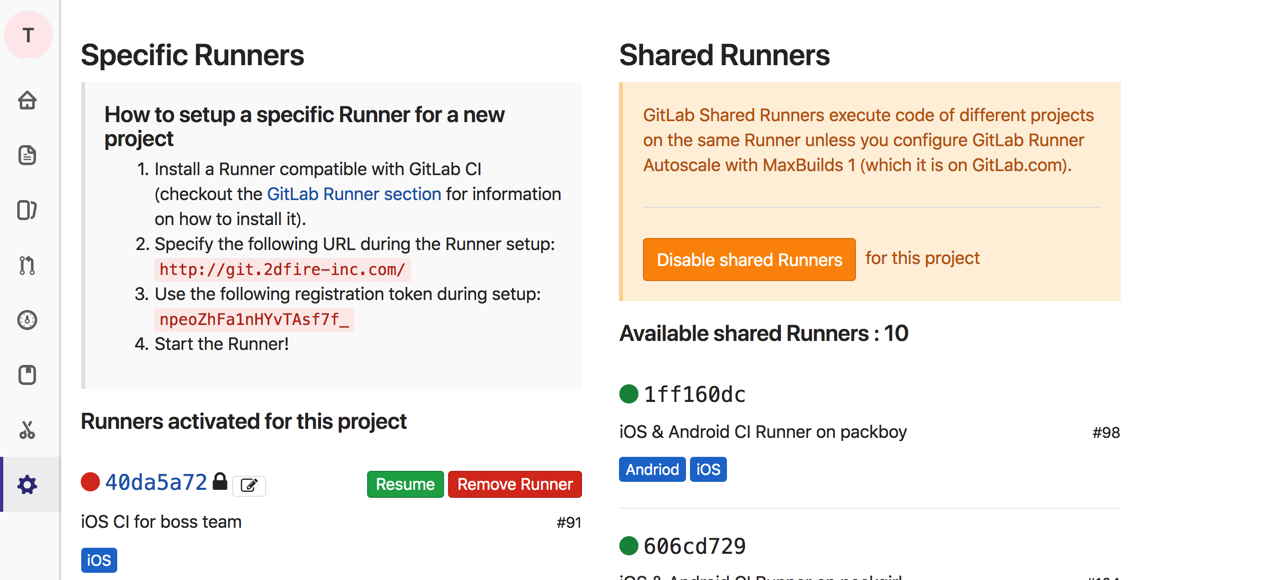 T
Specific Runners
How to setup a specific Runner for a new
project
1. Install a Runner compatible with GitLab CI
(checkout the GitLab Runner section for information
on how to install it).
2. Specify the following URL during the Runner setup:
http://git.2dfire-inc.com/
3. Use the following registration token during setup:
npeoZhFa1nHYvTAsf7f_
4. Start the Runner!
Runners activated for this project
40da5a72
Resume
Remove Runner
iOS CI for boss team
#91
iOS
Shared Runners
GitLab Shared Runners execute code of different projects
on the same Runner unless you configure GitLab Runner
Autoscale with MaxBuilds 1 (which it is on GitLab.com).
Disable shared Runners for this project
Available shared Runners : 10
1ff160dc
iOS & Android CI Runner on packboy
#98
Andriod iOS
606cd729
iOS & Android CI Runner on packgirl